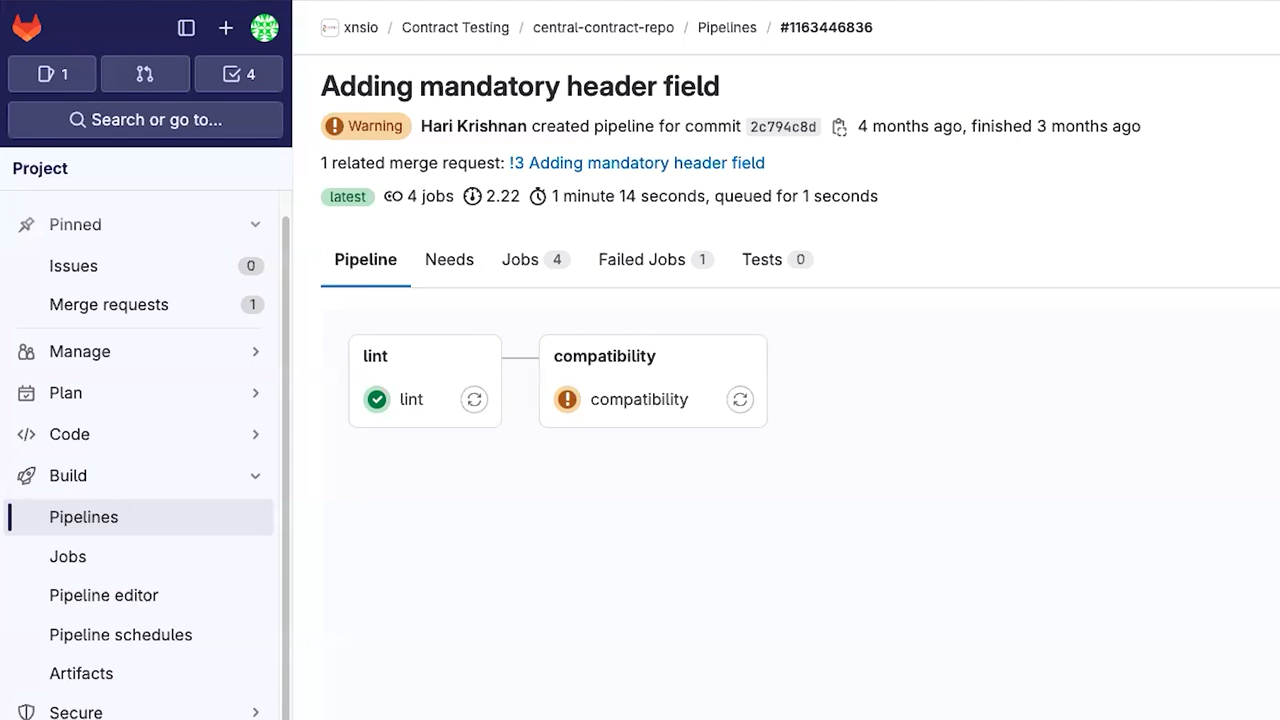 xnsio / Contract Testing / central-contract-repo / Pipelines / #1163446836
1
4
Search or go to...
Project
Pinned
Issues 0
Merge requests 1
Manage
Plan
Code
Build
Pipelines
Jobs
Pipeline editor
Pipeline schedules
Artifacts
Secure
Adding mandatory header field
Warning Hari Krishnan created pipeline for commit 2c794c8d 4 months ago, finished 3 months ago
1 related merge request: !3 Adding mandatory header field
latest 4 jobs 2.22 1 minute 14 seconds, queued for 1 seconds
Pipeline Needs Jobs 4 Failed Jobs 1 Tests 0
lint
lint
compatibility
compatibility